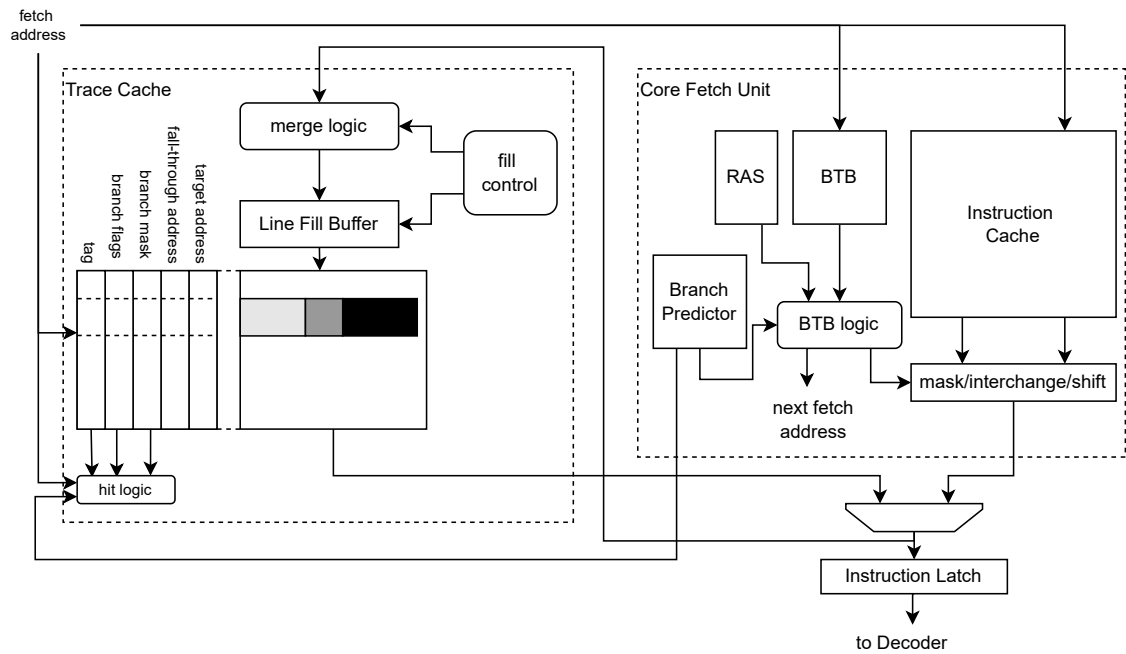 fetch
address
Trace Cache
Core Fetch Unit
merge logic
fill
control
RAS
BTB
Instruction
Cache
tag
branch flags
branch mask
fall-through address
target address
Line Fill Buffer
Branch
Predictor
BTB logic
mask/interchange/shift
next fetch
address
hit logic
Instruction Latch
to Decoder